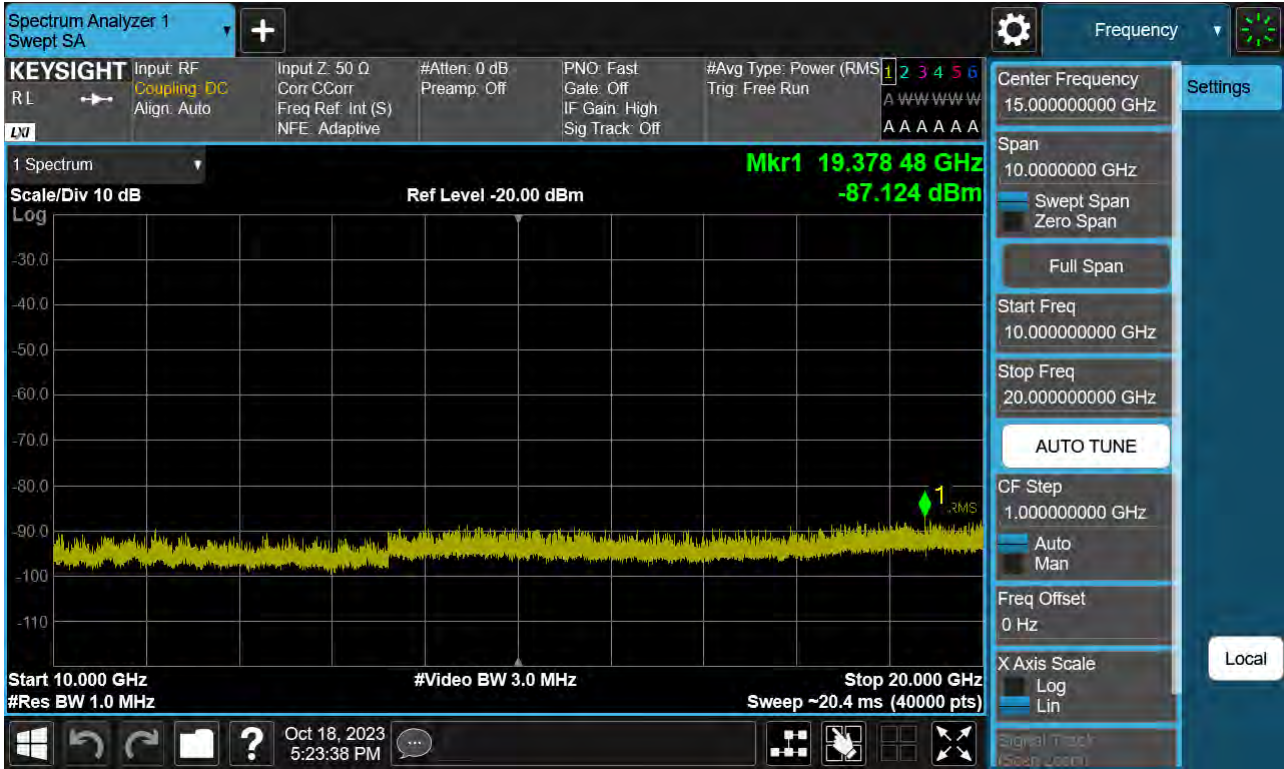 Spectrum Analyzer 1
Swept SA
+
Frequency
KEYSIGHT
R L
LXI
Input: RF
Coupling: DC
Align: Auto
Input Z: 50 Ω
Corr CCorr
Freq Ref: Int (S)
NFE: Adaptive
#Atten: 0 dB
Preamp: Off
PNO: Fast
Gate: Off
IF Gain: High
Sig Track: Off
#Avg Type: Power (RMS
Trig: Free Run
1 2 3 4 5 6
A W W W W W
A A A A A A
1 Spectrum
Scale/Div 10 dB
Log
Ref Level -20.00 dBm
Mkr1 19.378 48 GHz
-87.124 dBm
-30.0
-40.0
-50.0
-60.0
-70.0
-80.0
-90.0
-100
-110
1
RMS
Start 10.000 GHz
#Res BW 1.0 MHz
#Video BW 3.0 MHz
Stop 20.000 GHz
Sweep ~20.4 ms (40000 pts)
Center Frequency
15.000000000 GHz
Span
10.0000000 GHz
Swept Span
Zero Span
Full Span
Start Freq
10.000000000 GHz
Stop Freq
20.000000000 GHz
AUTO TUNE
CF Step
1.000000000 GHz
Auto
Man
Freq Offset
0 Hz
X Axis Scale
Log
Lin
Signal Track
(Span Zoom)
Settings
Local
?
Oct 18, 2023
5:23:38 PM